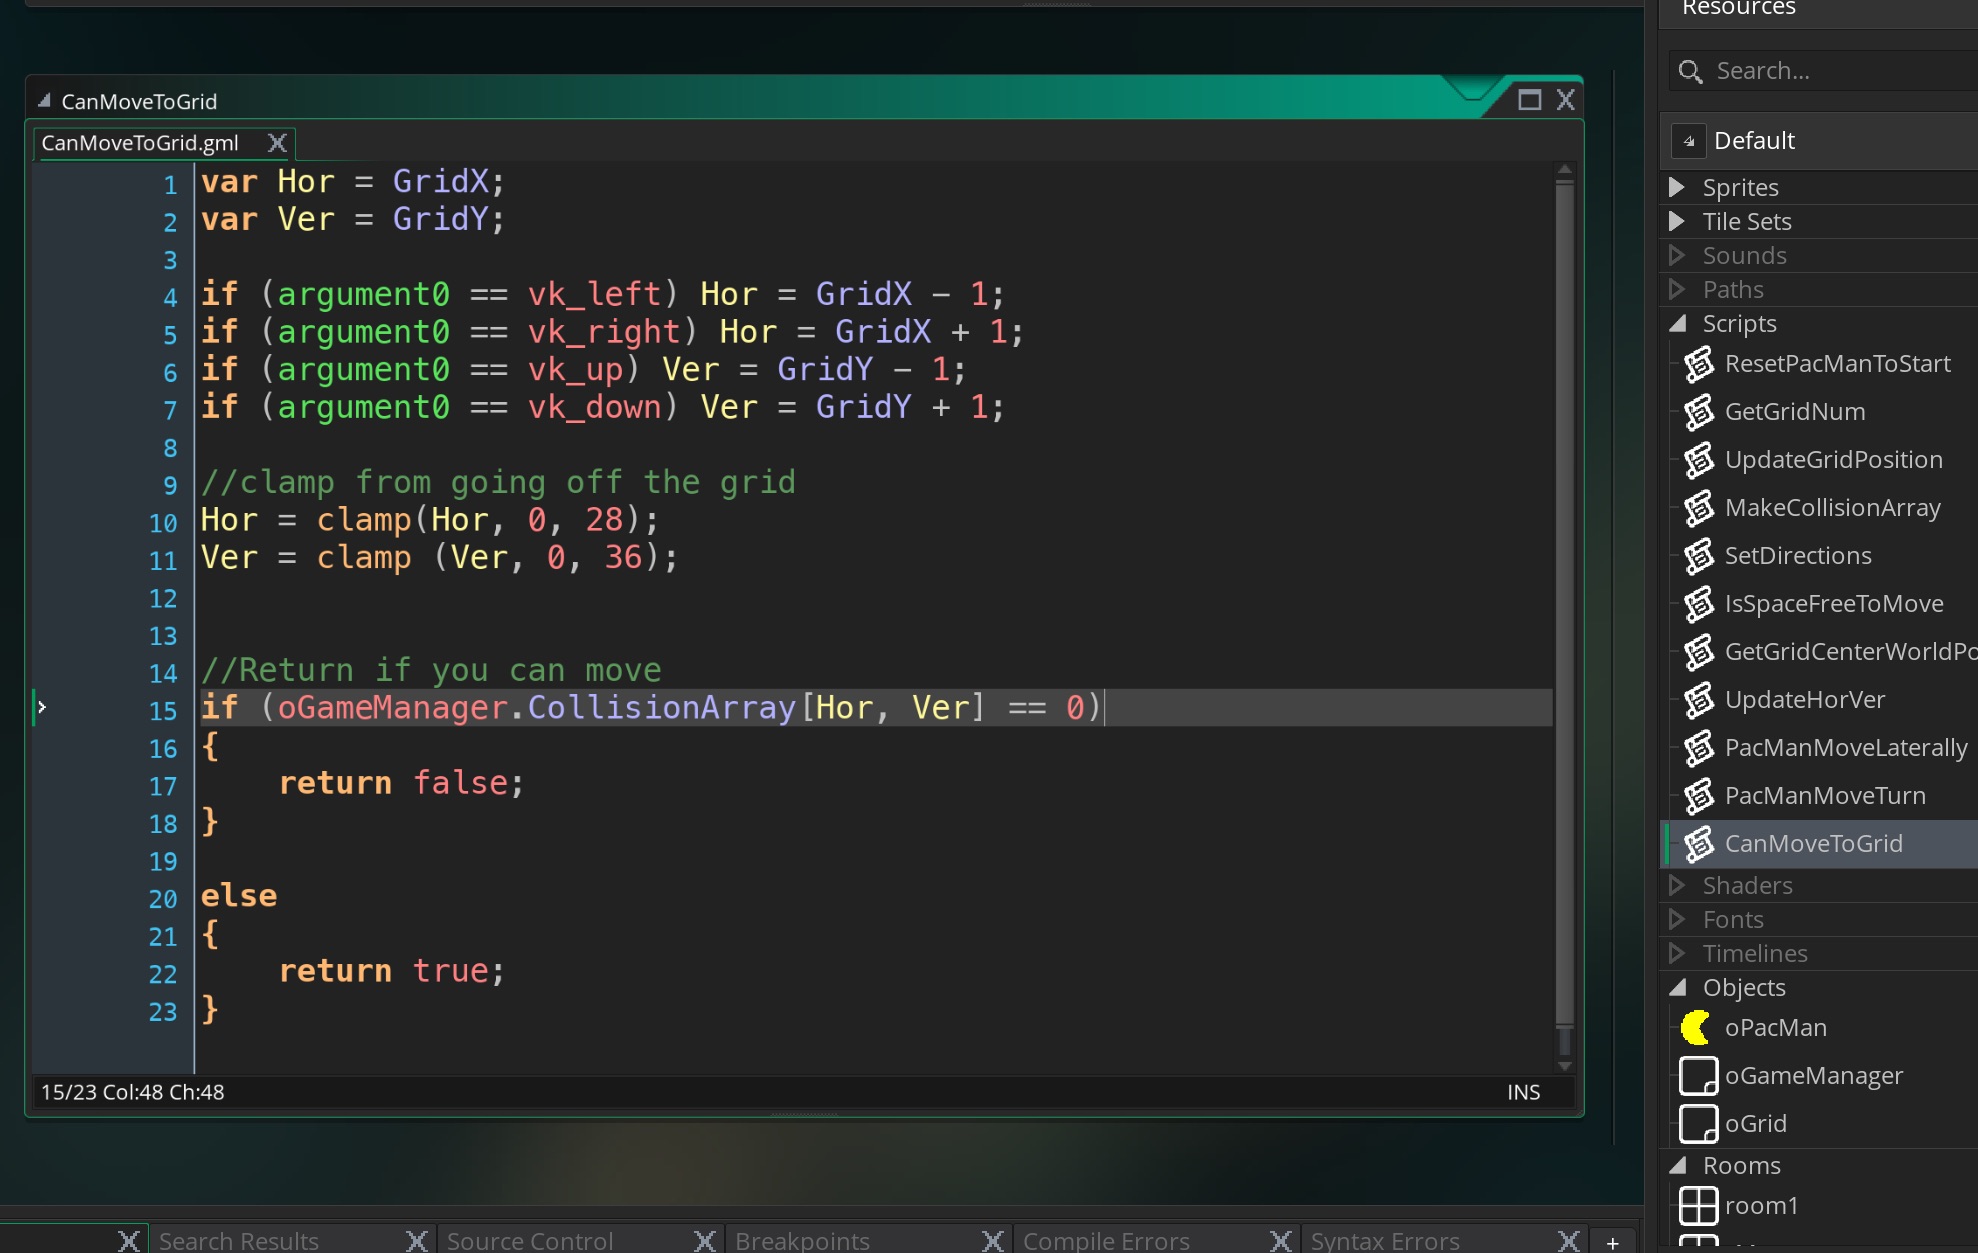 Resources
Search...
CanMoveToGrid
CanMoveToGrid.gml
1 var Hor = GridX;
2 var Ver = GridY;
3
4 if (argument0 == vk_left) Hor = GridX - 1;
5 if (argument0 == vk_right) Hor = GridX + 1;
6 if (argument0 == vk_up) Ver = GridY - 1;
7 if (argument0 == vk_down) Ver = GridY + 1;
8
9 //clamp from going off the grid
10 Hor = clamp(Hor, 0, 28);
11 Ver = clamp (Ver, 0, 36);
12
13
14 //Return if you can move
15 if (oGameManager.CollisionArray[Hor, Ver] == 0)
16 {
17     return false;
18 }
19
20 else
21 {
22     return true;
23 }
15/23 Col:48 Ch:48
INS
Default
Sprites
Tile Sets
Sounds
Paths
Scripts
ResetPacManToStart
GetGridNum
UpdateGridPosition
MakeCollisionArray
SetDirections
IsSpaceFreeToMove
GetGridCenterWorldPo
UpdateHorVer
PacManMoveLaterally
PacManMoveTurn
CanMoveToGrid
Shaders
Fonts
Timelines
Objects
oPacMan
oGameManager
oGrid
Rooms
room1
Search Results
Source Control
Breakpoints
Compile Errors
Syntax Errors
+